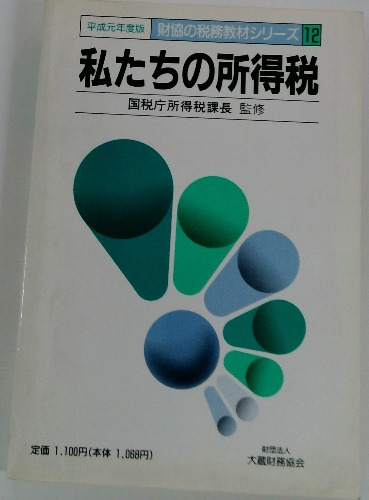 平成元年度版 財協の税務教材シリーズ 12
私たちの所得税
国税庁所得税課長 監修
定価 1,100円(本体 1,068円)
財団法人
大蔵財務協会